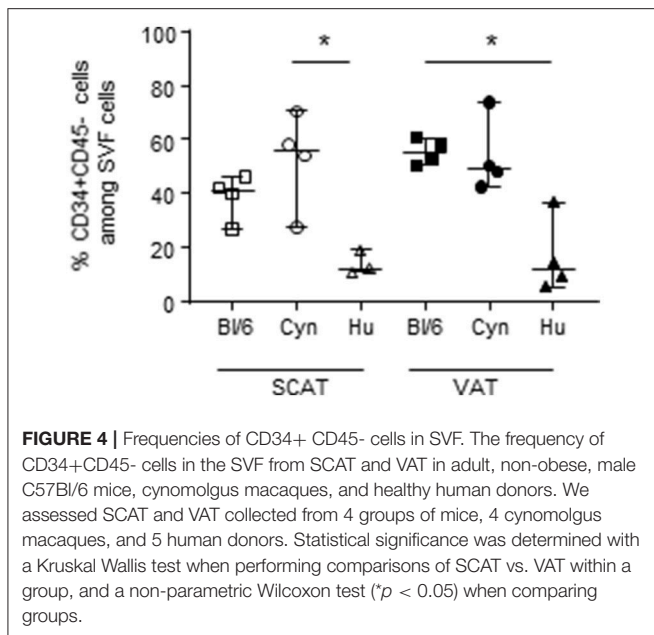 100
80
60
40
20
0
% CD34+CD45- cells
among SVF cells
*
*
Bl/6 Cyn Hu Bl/6 Cyn Hu
SCAT VAT
FIGURE 4 | Frequencies of CD34+ CD45- cells in SVF. The frequency of
CD34+CD45- cells in the SVF from SCAT and VAT in adult, non-obese, male
C57Bl/6 mice, cynomolgus macaques, and healthy human donors. We
assessed SCAT and VAT collected from 4 groups of mice, 4 cynomolgus
macaques, and 5 human donors. Statistical significance was determined with
a Kruskal Wallis test when performing comparisons of SCAT vs. VAT within a
group, and a non-parametric Wilcoxon test (*p < 0.05) when comparing
groups.